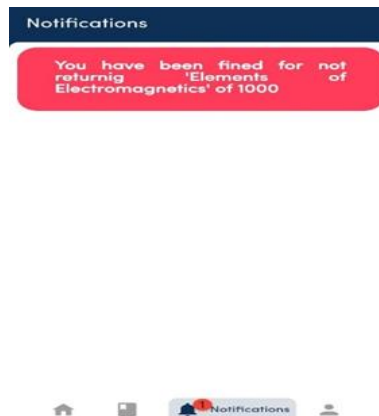 Notifications
You have been fined for not
returnig 'Elements of
Electromagnetics' of 1000
1
Notifications